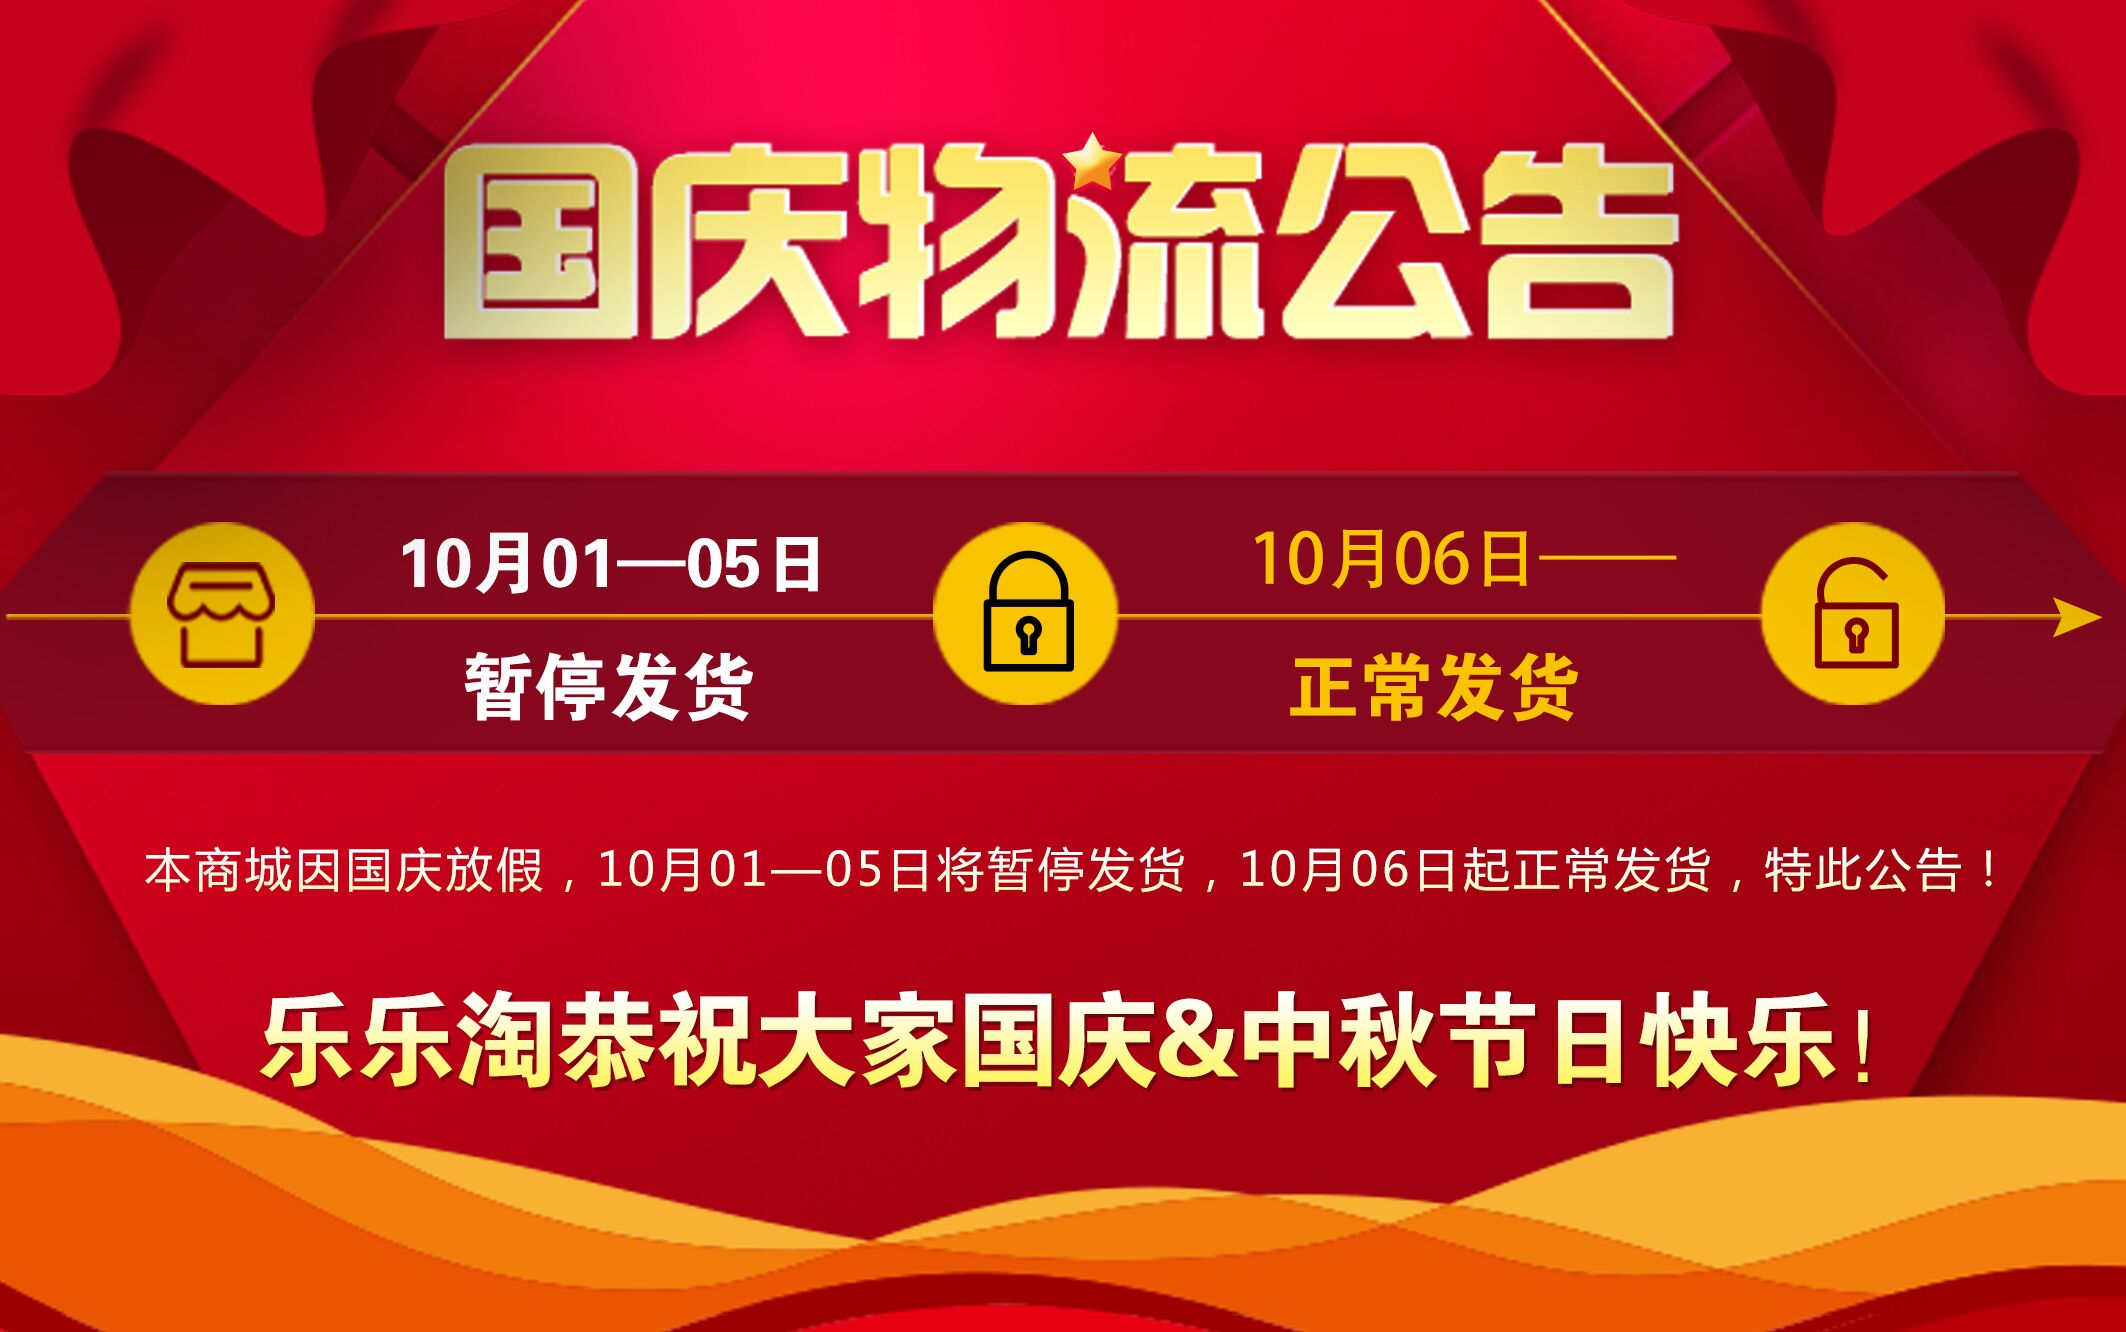 国庆物流公告
10月01—05日
暂停发货
10月06日——
正常发货
本商城因国庆放假，10月01—05日将暂停发货，10月06日起正常发货，特此公告！
乐乐淘恭祝大家国庆&中秋节日快乐！